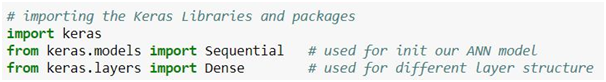 # importing the Keras Libraries and packages
import keras
from keras.models import Sequential   # used for init our ANN model
from keras.layers import Dense        # used for different layer structure